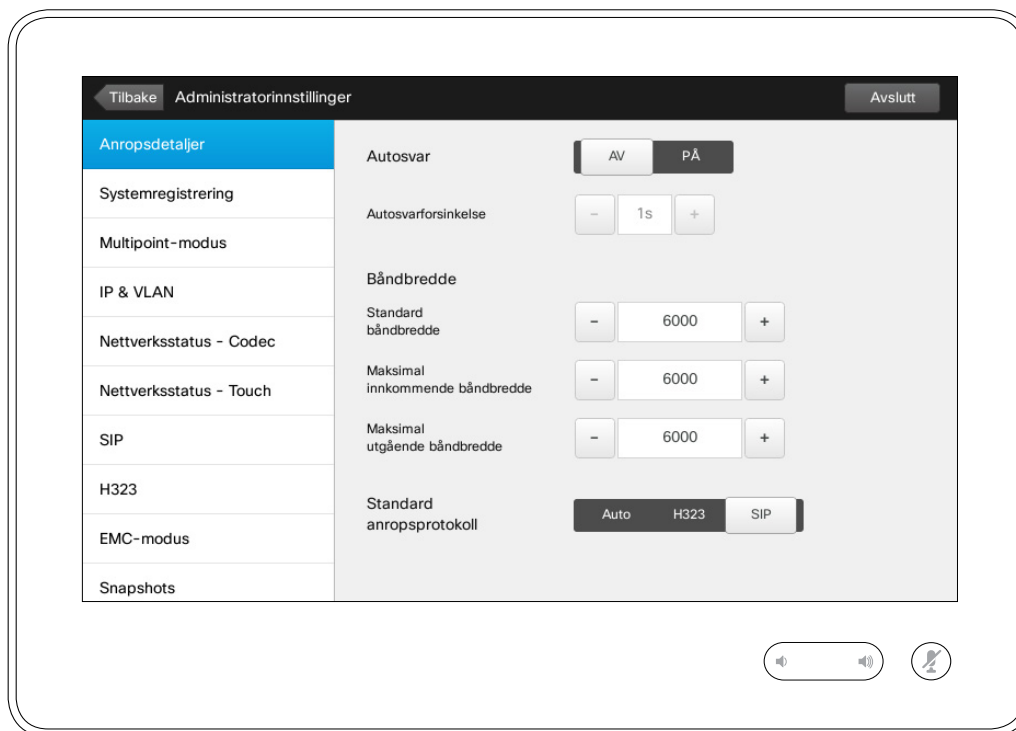 Tilbake Administratorinnstillinger Avslutt
Anropsdetaljer
Systemregistrering
Multipoint-modus
IP & VLAN
Nettverksstatus - Codec
Nettverksstatus - Touch
SIP
H323
EMC-modus
Snapshots
Autosvar AV PÅ
Autosvarforsinkelse - 1s +
Båndbredde
Standard
båndbredde - 6000 +
Maksimal
innkommende båndbredde - 6000 +
Maksimal
utgående båndbredde - 6000 +
Standard
anropsprotokoll Auto H323 SIP